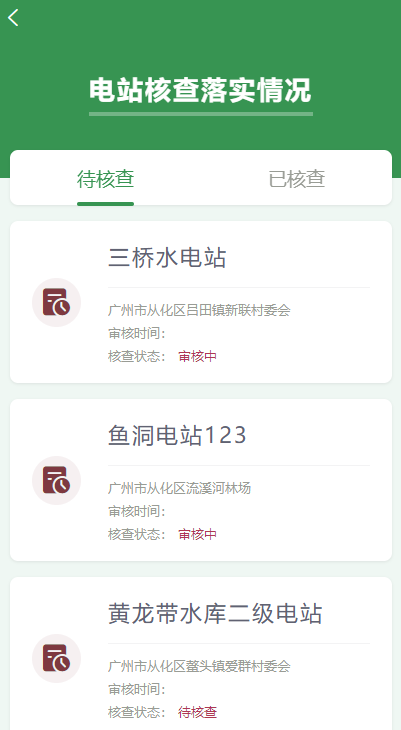 电站核查落实情况
待核查
已核查
三桥水电站
广州市从化区吕田镇新联村委会
审核时间：
核查状态： 审核中
鱼洞电站123
广州市从化区流溪河林场
审核时间：
核查状态： 审核中
黄龙带水库二级电站
广州市从化区鳌头镇爱群村委会
审核时间：
核查状态： 待核查